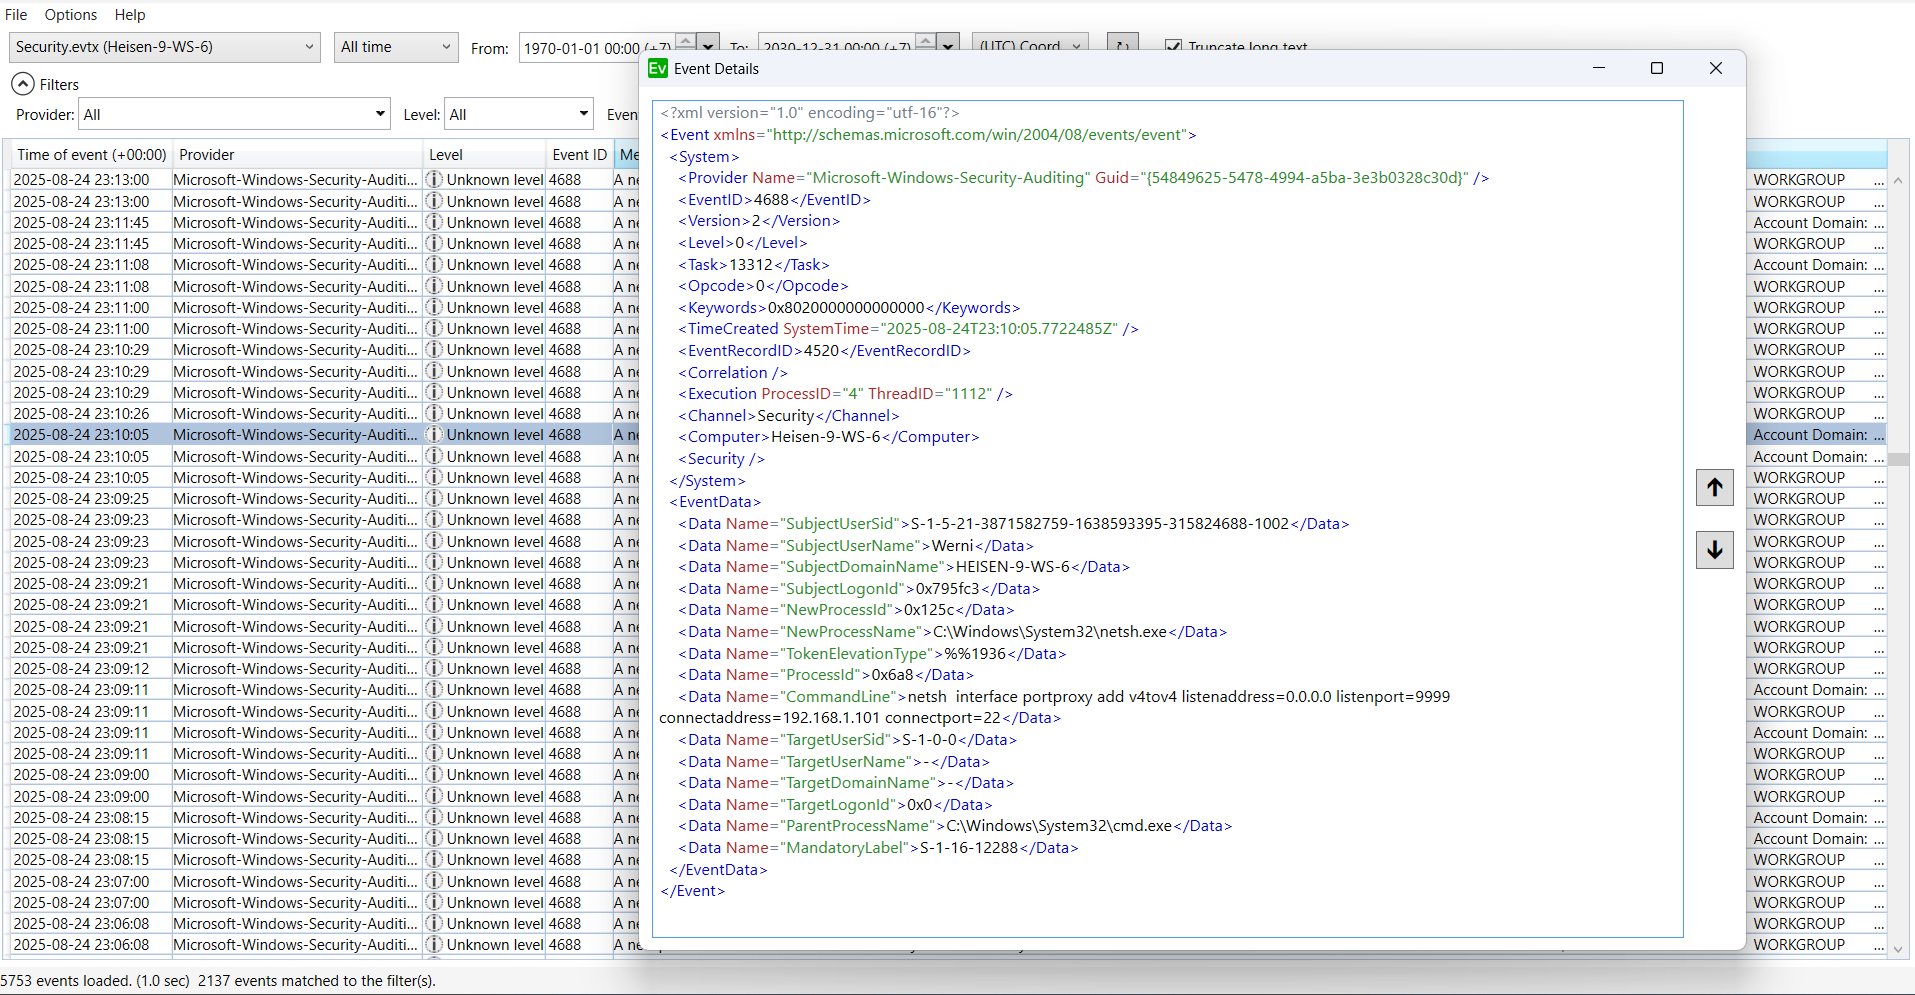 File Options Help
Security.evtx (Heisen-9-WS-6) All time From: 1970-01-01 00:00 (+7) To: 2030-12-31 00:00 (+7) (UTC) Coord Truncate long text
Filters
Provider: All Level: All Even
Time of event (+00:00) Provider Level Event ID Me
2025-08-24 23:13:00 Microsoft-Windows-Security-Auditi... Unknown level 4688 A ne WORKGROUP ...
2025-08-24 23:13:00 Microsoft-Windows-Security-Auditi... Unknown level 4688 A ne WORKGROUP ...
2025-08-24 23:11:45 Microsoft-Windows-Security-Auditi... Unknown level 4688 A ne Account Domain: ...
2025-08-24 23:11:45 Microsoft-Windows-Security-Auditi... Unknown level 4688 A ne WORKGROUP ...
2025-08-24 23:11:08 Microsoft-Windows-Security-Auditi... Unknown level 4688 A ne Account Domain: ...
2025-08-24 23:11:08 Microsoft-Windows-Security-Auditi... Unknown level 4688 A ne WORKGROUP ...
2025-08-24 23:11:00 Microsoft-Windows-Security-Auditi... Unknown level 4688 A ne WORKGROUP ...
2025-08-24 23:11:00 Microsoft-Windows-Security-Auditi... Unknown level 4688 A ne WORKGROUP ...
2025-08-24 23:10:29 Microsoft-Windows-Security-Auditi... Unknown level 4688 A ne WORKGROUP ...
2025-08-24 23:10:29 Microsoft-Windows-Security-Auditi... Unknown level 4688 A ne WORKGROUP ...
2025-08-24 23:10:29 Microsoft-Windows-Security-Auditi... Unknown level 4688 A ne WORKGROUP ...
2025-08-24 23:10:26 Microsoft-Windows-Security-Auditi... Unknown level 4688 A ne WORKGROUP ...
2025-08-24 23:10:05 Microsoft-Windows-Security-Auditi... Unknown level 4688 A ne Account Domain: ...
2025-08-24 23:10:05 Microsoft-Windows-Security-Auditi... Unknown level 4688 A ne Account Domain: ...
2025-08-24 23:10:05 Microsoft-Windows-Security-Auditi... Unknown level 4688 A ne WORKGROUP ...
2025-08-24 23:09:25 Microsoft-Windows-Security-Auditi... Unknown level 4688 A ne WORKGROUP ...
2025-08-24 23:09:23 Microsoft-Windows-Security-Auditi... Unknown level 4688 A ne WORKGROUP ...
2025-08-24 23:09:23 Microsoft-Windows-Security-Auditi... Unknown level 4688 A ne WORKGROUP ...
2025-08-24 23:09:23 Microsoft-Windows-Security-Auditi... Unknown level 4688 A ne WORKGROUP ...
2025-08-24 23:09:21 Microsoft-Windows-Security-Auditi... Unknown level 4688 A ne WORKGROUP ...
2025-08-24 23:09:21 Microsoft-Windows-Security-Auditi... Unknown level 4688 A ne WORKGROUP ...
2025-08-24 23:09:21 Microsoft-Windows-Security-Auditi... Unknown level 4688 A ne WORKGROUP ...
2025-08-24 23:09:21 Microsoft-Windows-Security-Auditi... Unknown level 4688 A ne WORKGROUP ...
2025-08-24 23:09:12 Microsoft-Windows-Security-Auditi... Unknown level 4688 A ne WORKGROUP ...
2025-08-24 23:09:11 Microsoft-Windows-Security-Auditi... Unknown level 4688 A ne Account Domain: ...
2025-08-24 23:09:11 Microsoft-Windows-Security-Auditi... Unknown level 4688 A ne WORKGROUP ...
2025-08-24 23:09:11 Microsoft-Windows-Security-Auditi... Unknown level 4688 A ne Account Domain: ...
2025-08-24 23:09:11 Microsoft-Windows-Security-Auditi... Unknown level 4688 A ne WORKGROUP ...
2025-08-24 23:09:00 Microsoft-Windows-Security-Auditi... Unknown level 4688 A ne WORKGROUP ...
2025-08-24 23:09:00 Microsoft-Windows-Security-Auditi... Unknown level 4688 A ne WORKGROUP ...
2025-08-24 23:08:15 Microsoft-Windows-Security-Auditi... Unknown level 4688 A ne Account Domain: ...
2025-08-24 23:08:15 Microsoft-Windows-Security-Auditi... Unknown level 4688 A ne Account Domain: ...
2025-08-24 23:08:15 Microsoft-Windows-Security-Auditi... Unknown level 4688 A ne WORKGROUP ...
2025-08-24 23:07:00 Microsoft-Windows-Security-Auditi... Unknown level 4688 A ne WORKGROUP ...
2025-08-24 23:07:00 Microsoft-Windows-Security-Auditi... Unknown level 4688 A ne WORKGROUP ...
2025-08-24 23:06:08 Microsoft-Windows-Security-Auditi... Unknown level 4688 A ne WORKGROUP ...
2025-08-24 23:06:08 Microsoft-Windows-Security-Auditi... Unknown level 4688 A ne WORKGROUP ...
5753 events loaded. (1.0 sec) 2137 events matched to the filter(s).
Ev Event Details
<?xml version="1.0" encoding="utf-16"?>
<Event xmlns="http://schemas.microsoft.com/win/2004/08/events/event">
<System>
<Provider Name="Microsoft-Windows-Security-Auditing" Guid="{54849625-5478-4994-a5ba-3e3b0328c30d}" />
<EventID>4688</EventID>
<Version>2</Version>
<Level>0</Level>
<Task>13312</Task>
<Opcode>0</Opcode>
<Keywords>0x8020000000000000</Keywords>
<TimeCreated SystemTime="2025-08-24T23:10:05.7722485Z" />
<EventRecordID>4520</EventRecordID>
<Correlation />
<Execution ProcessID="4" ThreadID="1112" />
<Channel>Security</Channel>
<Computer>Heisen-9-WS-6</Computer>
<Security />
</System>
<EventData>
<Data Name="SubjectUserSid">S-1-5-21-3871582759-1638593395-315824688-1002</Data>
<Data Name="SubjectUserName">Werni</Data>
<Data Name="SubjectDomainName">HEISEN-9-WS-6</Data>
<Data Name="SubjectLogonId">0x795fc3</Data>
<Data Name="NewProcessId">0x125c</Data>
<Data Name="NewProcessName">C:\Windows\System32\netsh.exe</Data>
<Data Name="TokenElevationType">%%1936</Data>
<Data Name="ProcessId">0x6a8</Data>
<Data Name="CommandLine">netsh  interface portproxy add v4tov4 listenaddress=0.0.0.0 listenport=9999
connectaddress=192.168.1.101 connectport=22</Data>
<Data Name="TargetUserSid">S-1-0-0</Data>
<Data Name="TargetUserName">-</Data>
<Data Name="TargetDomainName">-</Data>
<Data Name="TargetLogonId">0x0</Data>
<Data Name="ParentProcessName">C:\Windows\System32\cmd.exe</Data>
<Data Name="MandatoryLabel">S-1-16-12288</Data>
</EventData>
</Event>